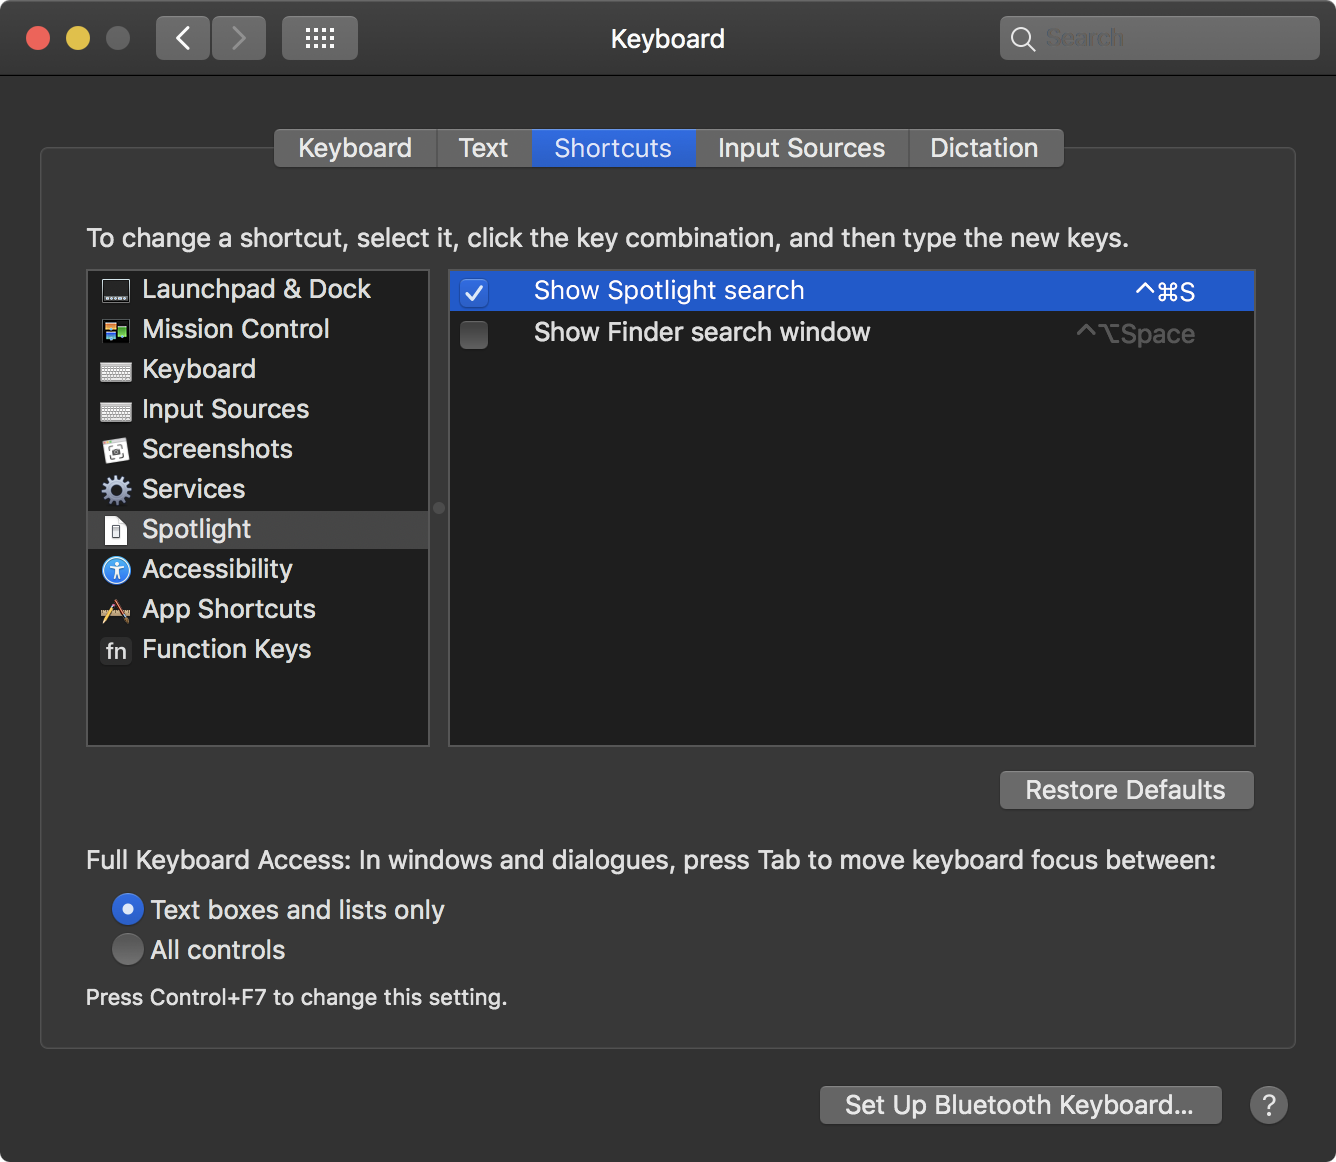 Keyboard
Search
Keyboard Text Shortcuts Input Sources Dictation
To change a shortcut, select it, click the key combination, and then type the new keys.
Launchpad & Dock
Mission Control
Keyboard
Input Sources
Screenshots
Services
Spotlight
Accessibility
App Shortcuts
fn Function Keys
Show Spotlight search ^⌘S
Show Finder search window ^⌥Space
Restore Defaults
Full Keyboard Access: In windows and dialogues, press Tab to move keyboard focus between:
Text boxes and lists only
All controls
Press Control+F7 to change this setting.
Set Up Bluetooth Keyboard... ?